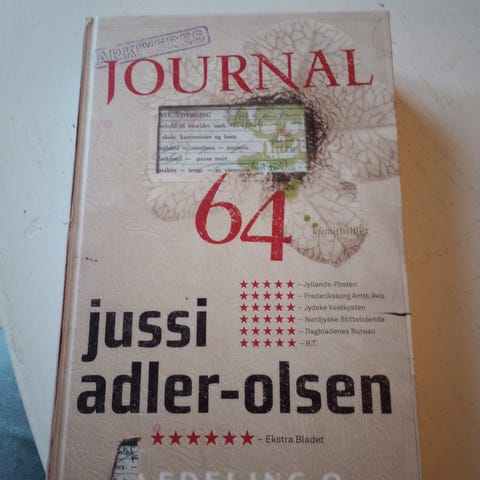 ARKIVERES
JOURNAL
64
krimithriller
★★★★★ – Jyllands-Posten
★★★★★ – Frederiksborg Amts Avis
★★★★★ – Jydske Vestkysten
★★★★★ – Nordjyske Stiftstidende
★★★★★ – Dagbladenes Bureau
★★★★★ – B.T.
jussi
adler-olsen
★★★★★★ – Ekstra Bladet
AFDELING Q